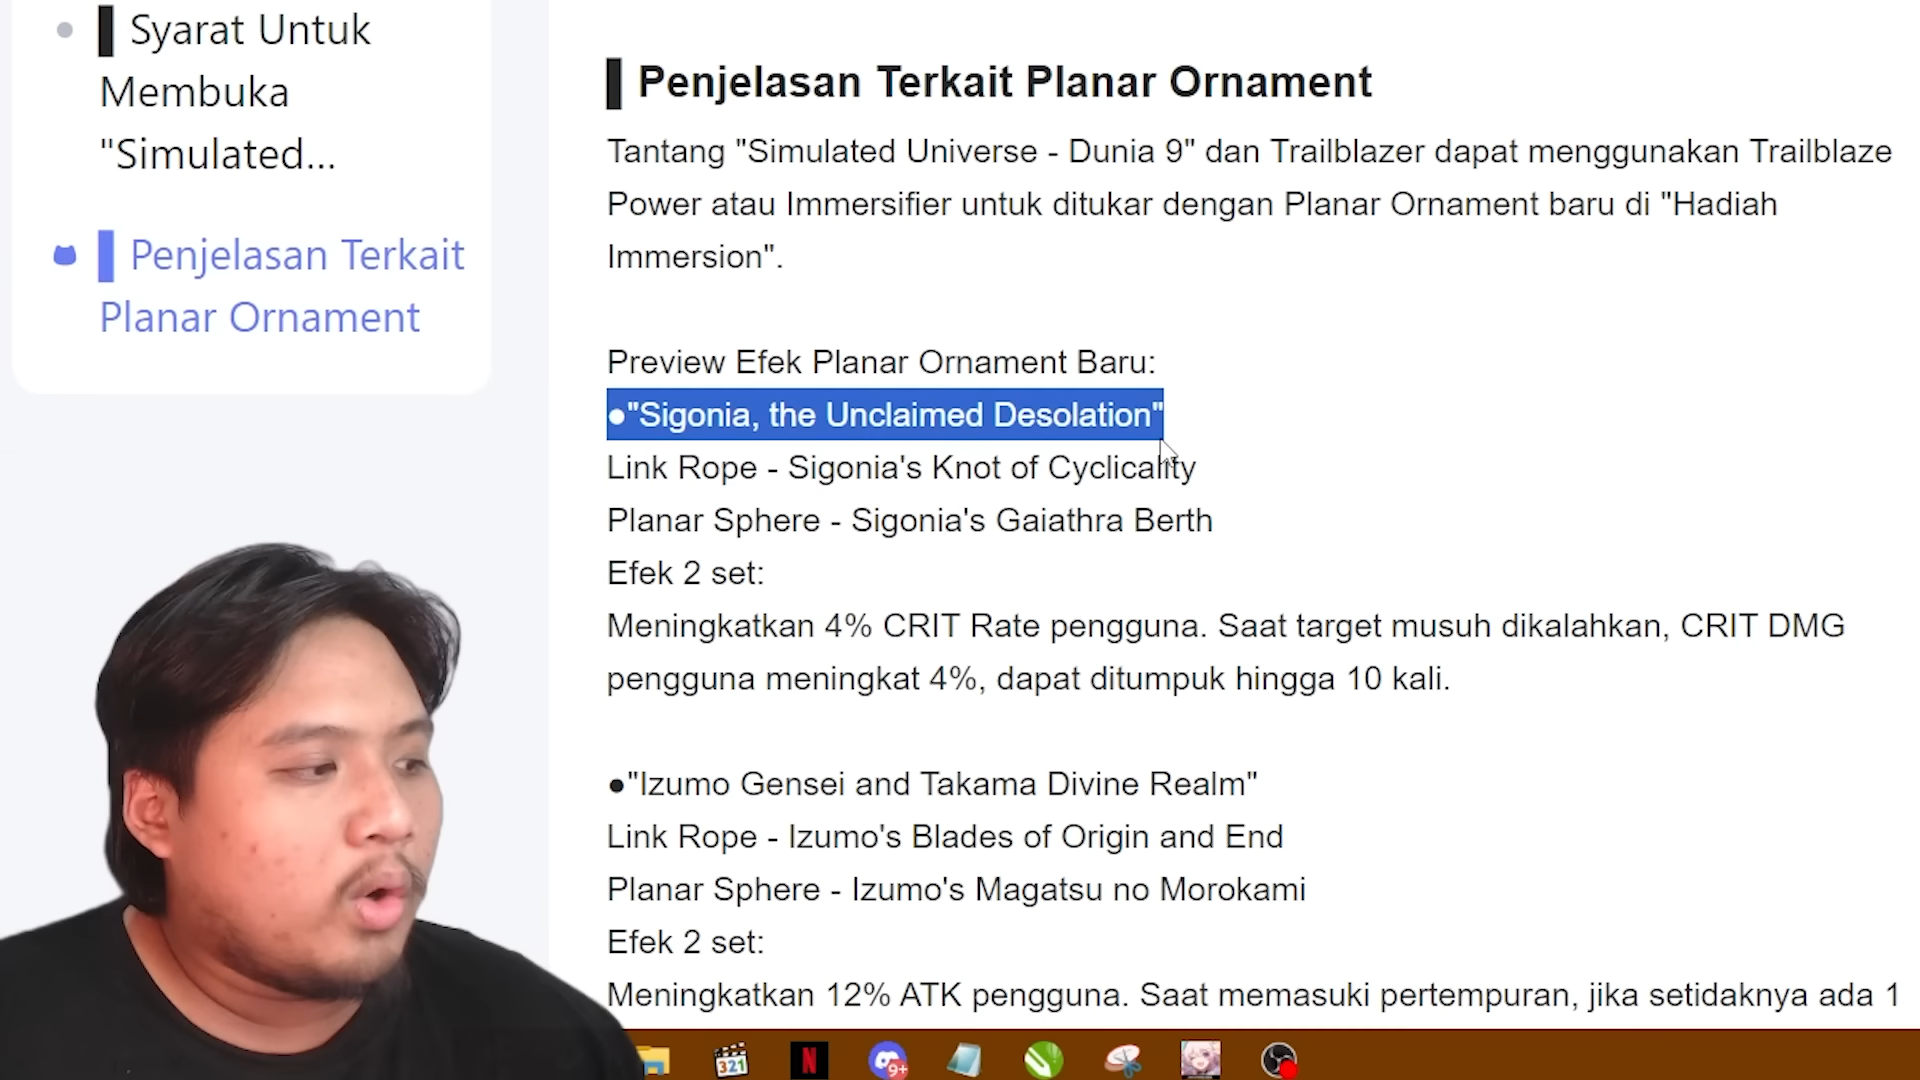 ▌Syarat Untuk
Membuka
"Simulated...
▌Penjelasan Terkait
Planar Ornament
▌Penjelasan Terkait Planar Ornament
Tantang "Simulated Universe - Dunia 9" dan Trailblazer dapat menggunakan Trailblaze
Power atau Immersifier untuk ditukar dengan Planar Ornament baru di "Hadiah
Immersion".
Preview Efek Planar Ornament Baru:
●"Sigonia, the Unclaimed Desolation"
Link Rope - Sigonia's Knot of Cyclicality
Planar Sphere - Sigonia's Gaiathra Berth
Efek 2 set:
Meningkatkan 4% CRIT Rate pengguna. Saat target musuh dikalahkan, CRIT DMG
pengguna meningkat 4%, dapat ditumpuk hingga 10 kali.
●"Izumo Gensei and Takama Divine Realm"
Link Rope - Izumo's Blades of Origin and End
Planar Sphere - Izumo's Magatsu no Morokami
Efek 2 set:
Meningkatkan 12% ATK pengguna. Saat memasuki pertempuran, jika setidaknya ada 1
321
N
9+